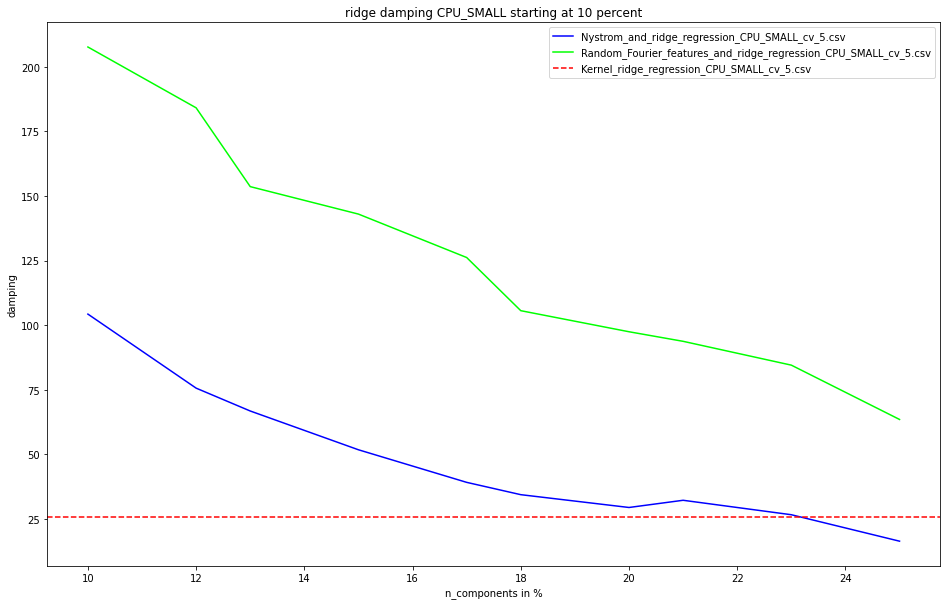 ridge damping CPU_SMALL starting at 10 percent
Nystrom_and_ridge_regression_CPU_SMALL_cv_5.csv
Random_Fourier_features_and_ridge_regression_CPU_SMALL_cv_5.csv
Kernel_ridge_regression_CPU_SMALL_cv_5.csv
200
175
150
125
100
75
50
25
damping
10 12 14 16 18 20 22 24
n_components in %